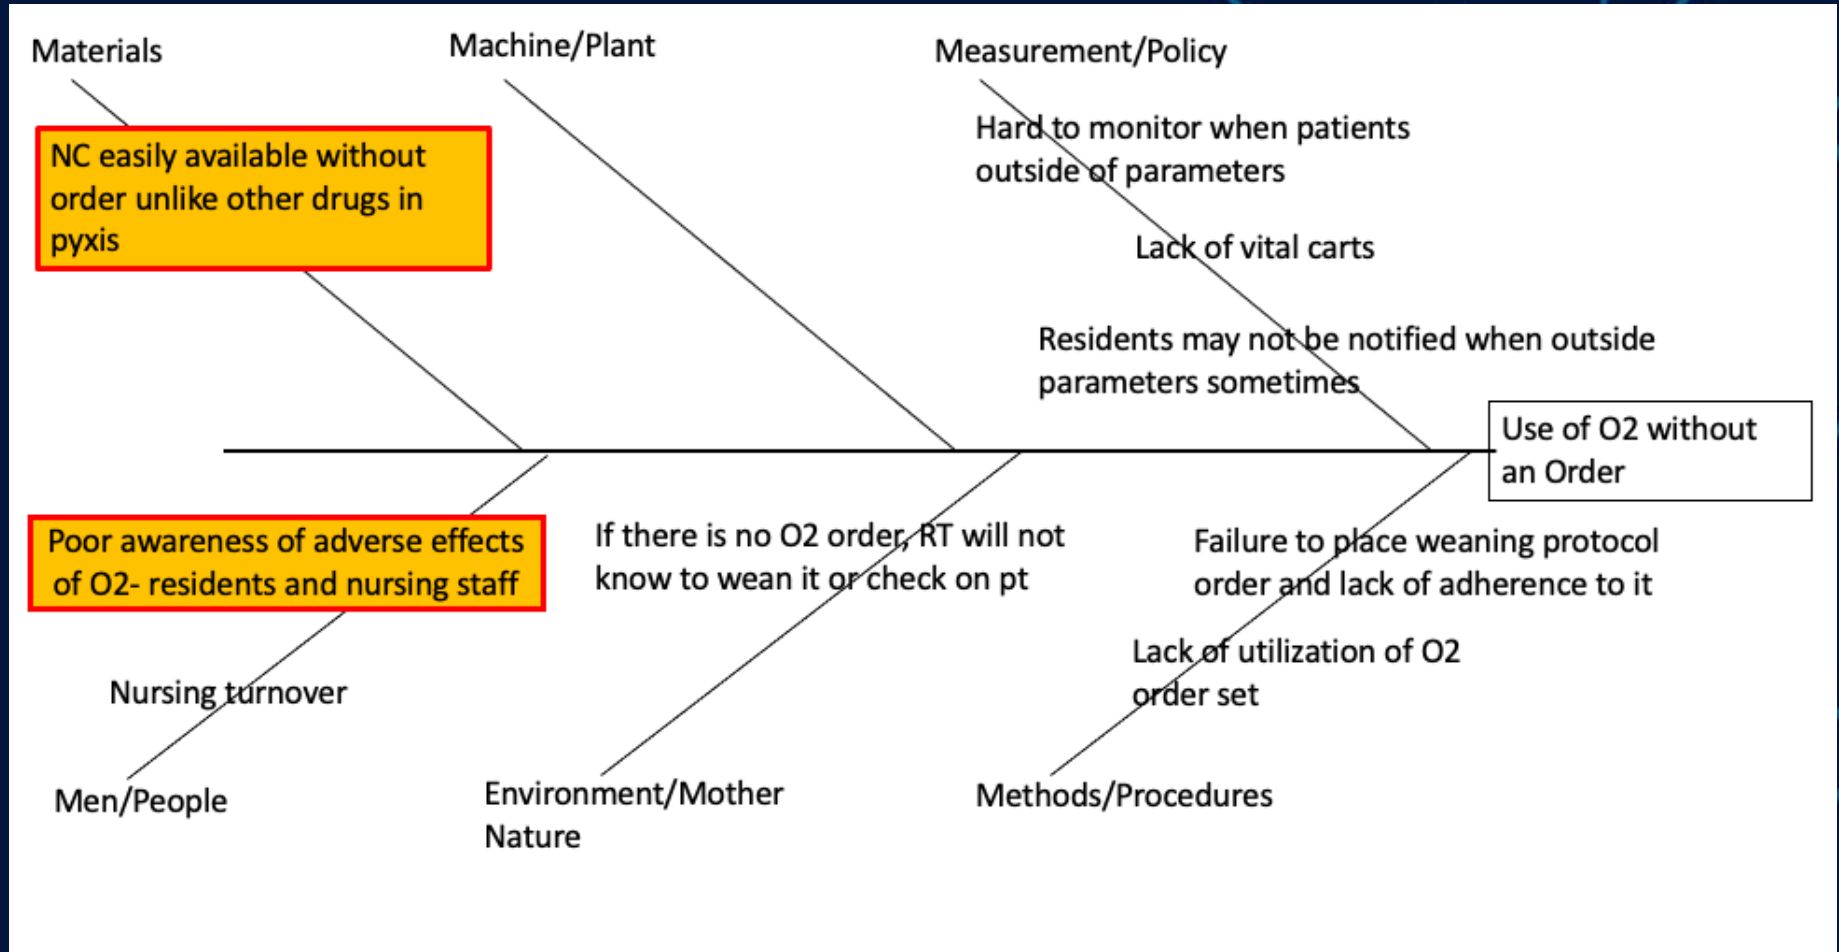 Materials
Machine/Plant
Measurement/Policy
NC easily available without
order unlike other drugs in
pyxis
Hard to monitor when patients
outside of parameters
Lack of vital carts
Residents may not be notified when outside
parameters sometimes
Use of O2 without
an Order
Poor awareness of adverse effects
of O2- residents and nursing staff
Nursing turnover
If there is no O2 order, RT will not
know to wean it or check on pt
Failure to place weaning protocol
order and lack of adherence to it
Lack of utilization of O2
order set
Men/People
Environment/Mother
Nature
Methods/Procedures